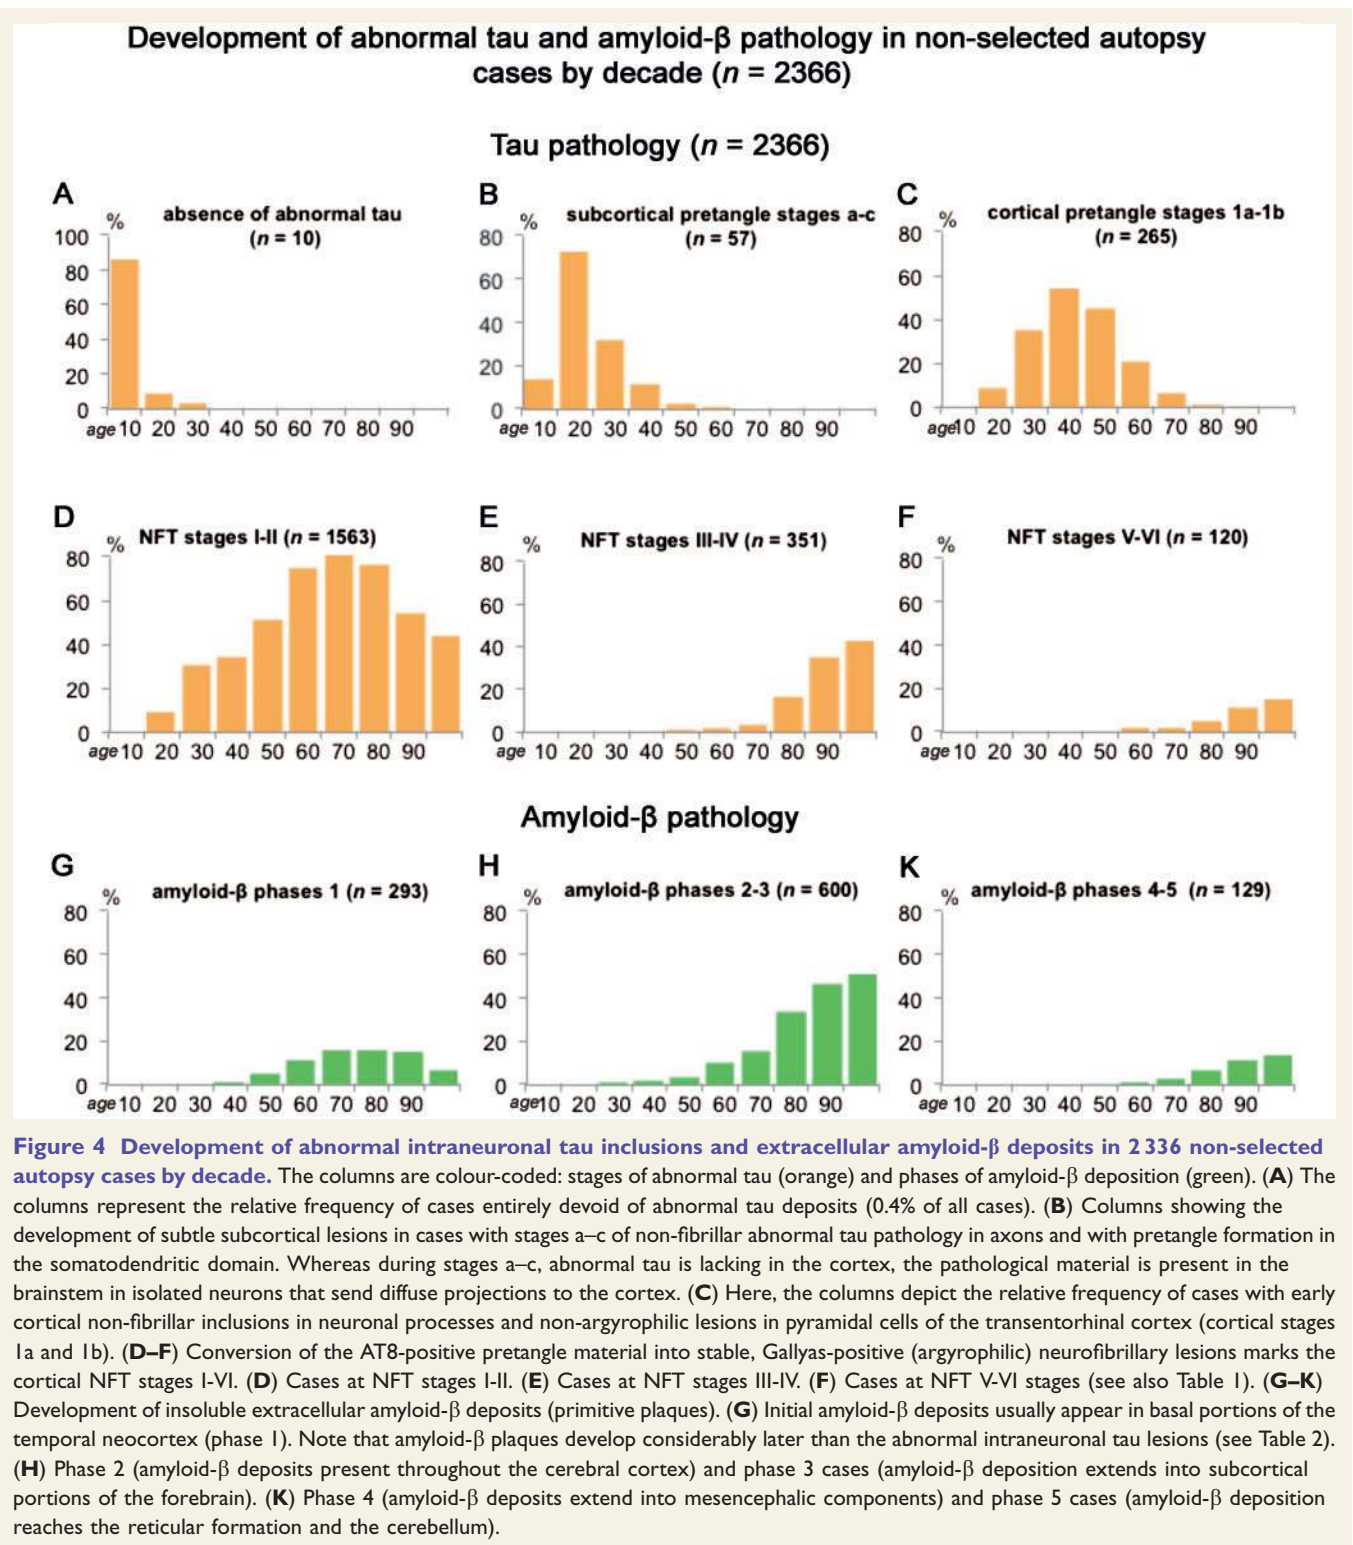 Development of abnormal tau and amyloid-β pathology in non-selected autopsy
cases by decade (n = 2366)
Tau pathology (n = 2366)
A
%
absence of abnormal tau
(n = 10)
100
80
60
40
20
0
age 10 20 30 40 50 60 70 80 90
B
%
subcortical pretangle stages a-c
(n = 57)
80
60
40
20
0
age 10 20 30 40 50 60 70 80 90
C
%
cortical pretangle stages 1a-1b
(n = 265)
80
60
40
20
0
age10 20 30 40 50 60 70 80 90
D
%
NFT stages I-II (n = 1563)
80
60
40
20
0
age 10 20 30 40 50 60 70 80 90
E
%
NFT stages III-IV (n = 351)
80
60
40
20
0
age 10 20 30 40 50 60 70 80 90
F
%
NFT stages V-VI (n = 120)
80
60
40
20
0
age 10 20 30 40 50 60 70 80 90
Amyloid-β pathology
G
%
amyloid-β phases 1 (n = 293)
80
60
40
20
0
age 10 20 30 40 50 60 70 80 90
H
%
amyloid-β phases 2-3 (n = 600)
80
60
40
20
0
age10 20 30 40 50 60 70 80 90
K
%
amyloid-β phases 4-5 (n = 129)
80
60
40
20
0
age 10 20 30 40 50 60 70 80 90
Figure 4 Development of abnormal intraneuronal tau inclusions and extracellular amyloid-β deposits in 2 336 non-selected
autopsy cases by decade. The columns are colour-coded: stages of abnormal tau (orange) and phases of amyloid-β deposition (green). (A) The
columns represent the relative frequency of cases entirely devoid of abnormal tau deposits (0.4% of all cases). (B) Columns showing the
development of subtle subcortical lesions in cases with stages a–c of non-fibrillar abnormal tau pathology in axons and with pretangle formation in
the somatodendritic domain. Whereas during stages a–c, abnormal tau is lacking in the cortex, the pathological material is present in the
brainstem in isolated neurons that send diffuse projections to the cortex. (C) Here, the columns depict the relative frequency of cases with early
cortical non-fibrillar inclusions in neuronal processes and non-argyrophilic lesions in pyramidal cells of the transentorhinal cortex (cortical stages
1a and 1b). (D–F) Conversion of the AT8-positive pretangle material into stable, Gallyas-positive (argyrophilic) neurofibrillary lesions marks the
cortical NFT stages I-VI. (D) Cases at NFT stages I-II. (E) Cases at NFT stages III-IV. (F) Cases at NFT V-VI stages (see also Table 1). (G–K)
Development of insoluble extracellular amyloid-β deposits (primitive plaques). (G) Initial amyloid-β deposits usually appear in basal portions of the
temporal neocortex (phase 1). Note that amyloid-β plaques develop considerably later than the abnormal intraneuronal tau lesions (see Table 2).
(H) Phase 2 (amyloid-β deposits present throughout the cerebral cortex) and phase 3 cases (amyloid-β deposition extends into subcortical
portions of the forebrain). (K) Phase 4 (amyloid-β deposits extend into mesencephalic components) and phase 5 cases (amyloid-β deposition
reaches the reticular formation and the cerebellum).